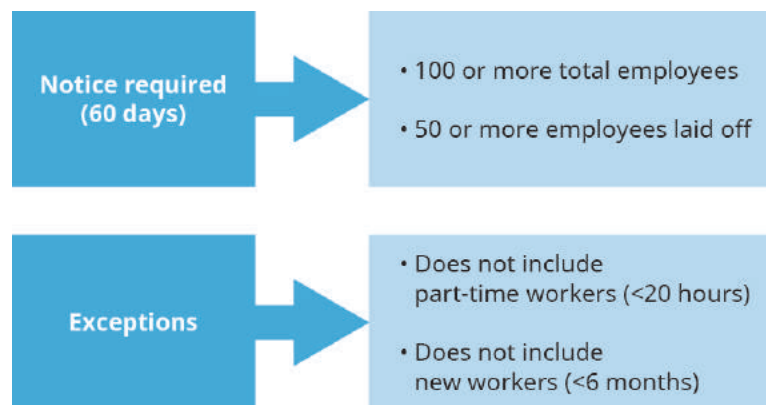 Notice required
(60 days)
• 100 or more total employees
• 50 or more employees laid off
Exceptions
• Does not include
part-time workers (<20 hours)
• Does not include
new workers (<6 months)